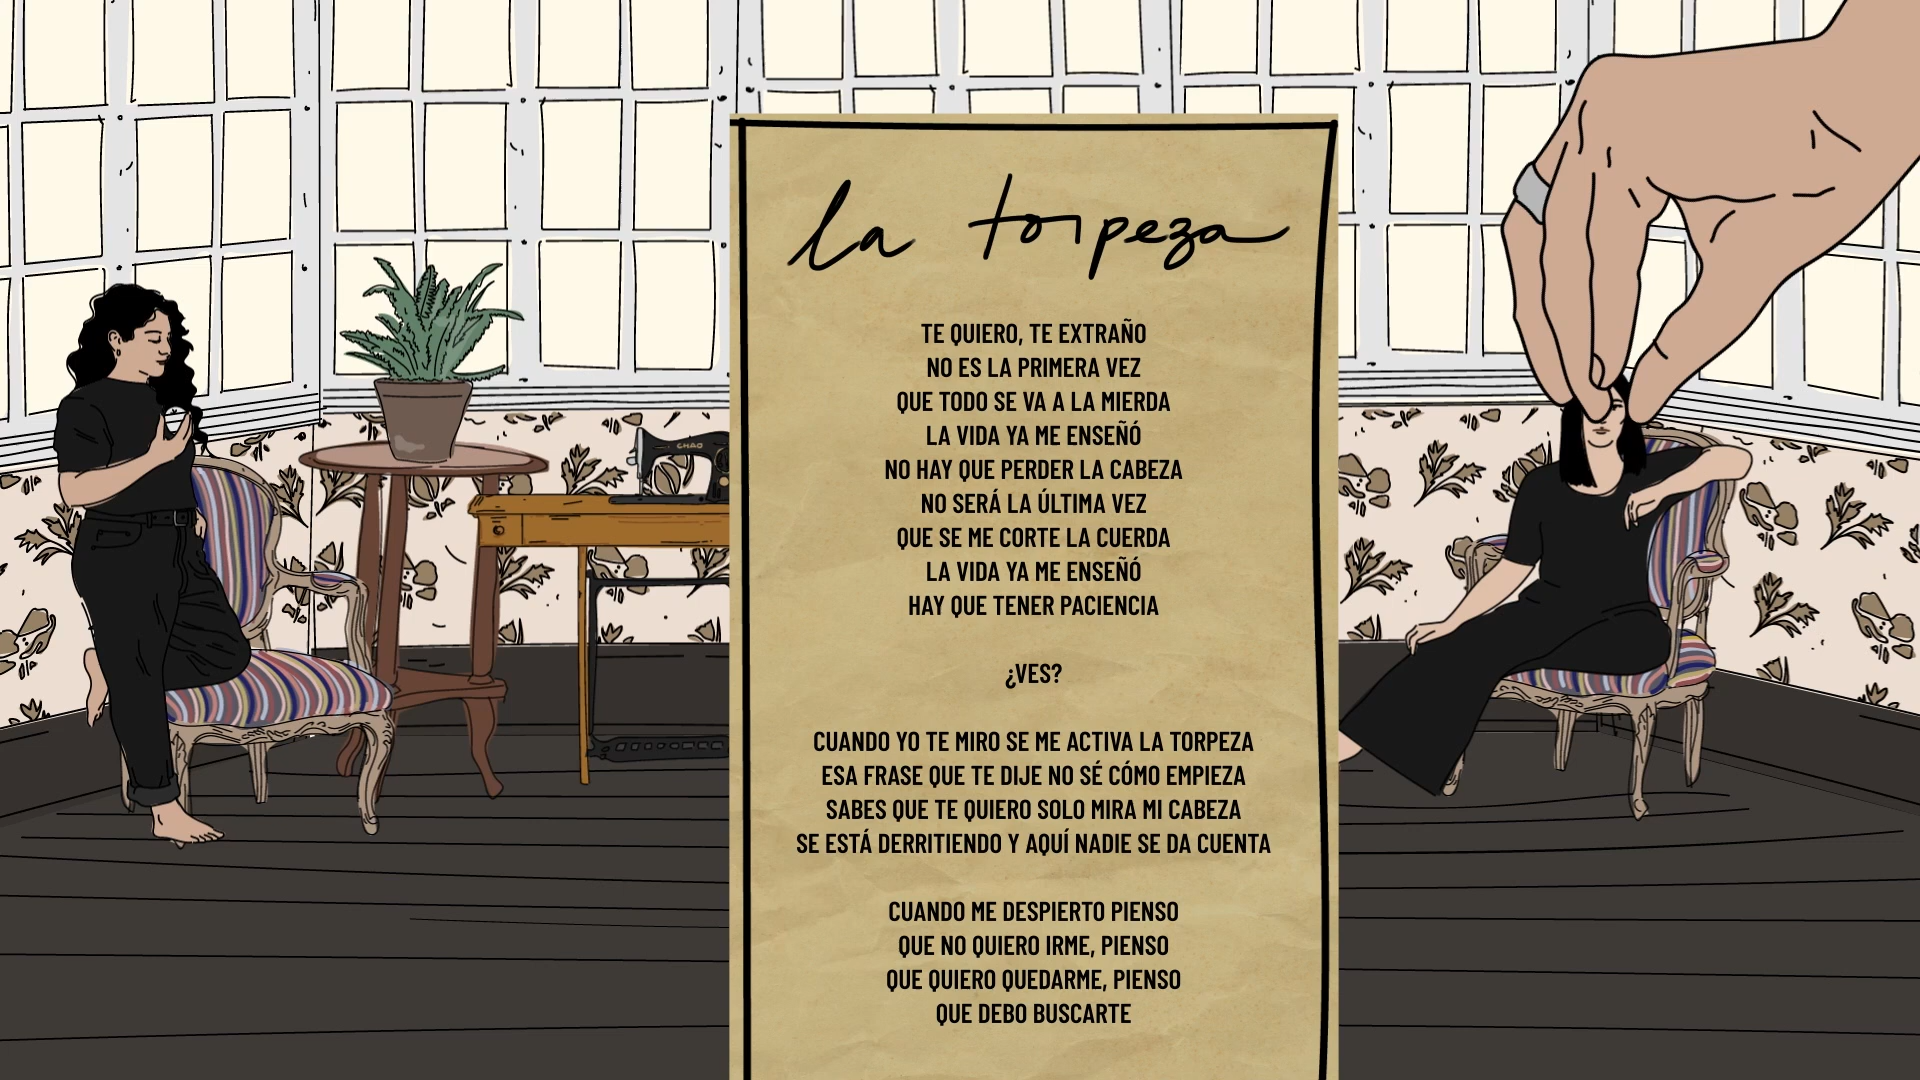 la torpeza
TE QUIERO, TE EXTRAÑO
NO ES LA PRIMERA VEZ
QUE TODO SE VA A LA MIERDA
LA VIDA YA ME ENSEÑÓ
NO HAY QUE PERDER LA CABEZA
NO SERÁ LA ÚLTIMA VEZ
QUE SE ME CORTE LA CUERDA
LA VIDA YA ME ENSEÑÓ
HAY QUE TENER PACIENCIA
¿VES?
CUANDO YO TE MIRO SE ME ACTIVA LA TORPEZA
ESA FRASE QUE TE DIJE NO SÉ CÓMO EMPIEZA
SABES QUE TE QUIERO SOLO MIRA MI CABEZA
SE ESTÁ DERRITIENDO Y AQUÍ NADIE SE DA CUENTA
CUANDO ME DESPIERTO PIENSO
QUE NO QUIERO IRME, PIENSO
QUE QUIERO QUEDARME, PIENSO
QUE DEBO BUSCARTE
CHAO